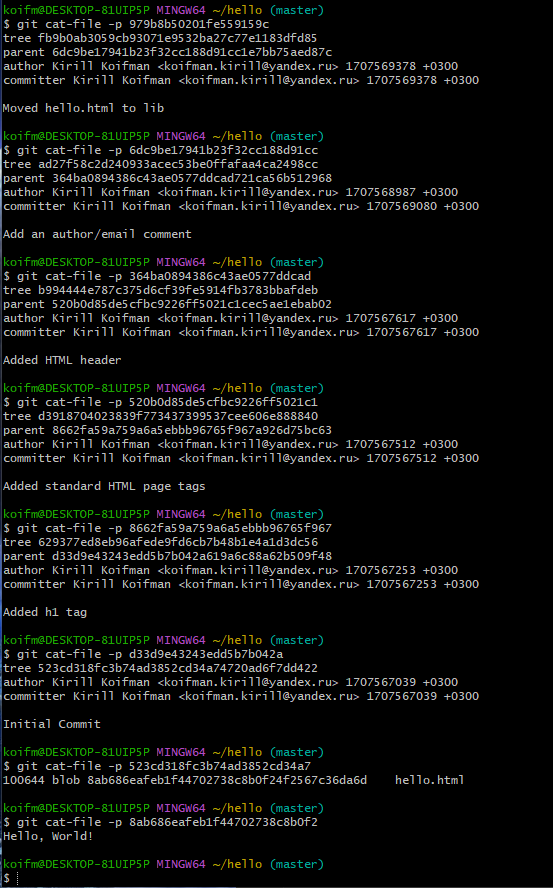 koifm@DESKTOP-81UIP5P MINGW64 ~/hello (master)
$ git cat-file -p 979b8b50201fe559159c
tree fb9b0ab3059cb93071e9532ba27c77e1183dfd85
parent 6dc9be17941b23f32cc188d91cc1e7bb75aed87c
author Kirill Koifman <koifman.kirill@yandex.ru> 1707569378 +0300
committer Kirill Koifman <koifman.kirill@yandex.ru> 1707569378 +0300
Moved hello.html to lib
koifm@DESKTOP-81UIP5P MINGW64 ~/hello (master)
$ git cat-file -p 6dc9be17941b23f32cc188d91cc
tree ad27f58c2d240933acec53be0ffafaa4ca2498cc
parent 364ba0894386c43ae0577ddcad721ca56b512968
author Kirill Koifman <koifman.kirill@yandex.ru> 1707568987 +0300
committer Kirill Koifman <koifman.kirill@yandex.ru> 1707569080 +0300
Add an author/email comment
koifm@DESKTOP-81UIP5P MINGW64 ~/hello (master)
$ git cat-file -p 364ba0894386c43ae0577ddcad
tree b994444e787c375d6cf39fe5914fb3783bbafdeb
parent 520b0d85de5cfbc9226ff5021c1cec5ae1ebab02
author Kirill Koifman <koifman.kirill@yandex.ru> 1707567617 +0300
committer Kirill Koifman <koifman.kirill@yandex.ru> 1707567617 +0300
Added HTML header
koifm@DESKTOP-81UIP5P MINGW64 ~/hello (master)
$ git cat-file -p 520b0d85de5cfbc9226ff5021c1
tree d3918704023839f773437399537cee606e888840
parent 8662fa59a759a6a5ebbb96765f967a926d75bc63
author Kirill Koifman <koifman.kirill@yandex.ru> 1707567512 +0300
committer Kirill Koifman <koifman.kirill@yandex.ru> 1707567512 +0300
Added standard HTML page tags
koifm@DESKTOP-81UIP5P MINGW64 ~/hello (master)
$ git cat-file -p 8662fa59a759a6a5ebbb96765f967
tree 629377ed8eb96afede9fd6cb7b48b1e4a1d3dc56
parent d33d9e43243edd5b7b042a619a6c88a62b509f48
author Kirill Koifman <koifman.kirill@yandex.ru> 1707567253 +0300
committer Kirill Koifman <koifman.kirill@yandex.ru> 1707567253 +0300
Added h1 tag
koifm@DESKTOP-81UIP5P MINGW64 ~/hello (master)
$ git cat-file -p d33d9e43243edd5b7b042a
tree 523cd318fc3b74ad3852cd34a74720ad6f7dd422
author Kirill Koifman <koifman.kirill@yandex.ru> 1707567039 +0300
committer Kirill Koifman <koifman.kirill@yandex.ru> 1707567039 +0300
Initial Commit
koifm@DESKTOP-81UIP5P MINGW64 ~/hello (master)
$ git cat-file -p 523cd318fc3b74ad3852cd34a7
100644 blob 8ab686eafeb1f44702738c8b0f24f2567c36da6d    hello.html
koifm@DESKTOP-81UIP5P MINGW64 ~/hello (master)
$ git cat-file -p 8ab686eafeb1f44702738c8b0f2
Hello, World!
koifm@DESKTOP-81UIP5P MINGW64 ~/hello (master)
$